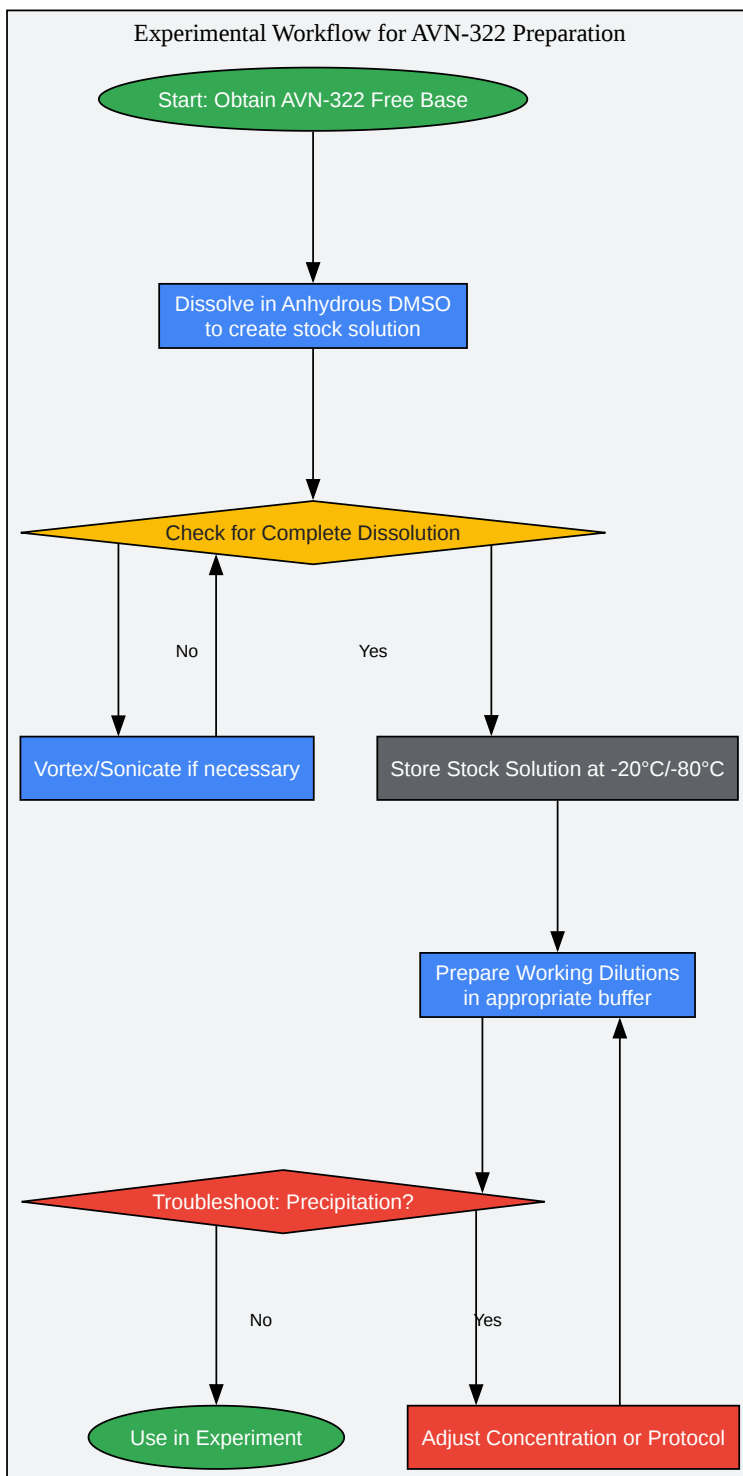 Experimental Workflow for AVN-322 Preparation
Start: Obtain AVN-322 Free Base
Dissolve in Anhydrous DMSO
to create stock solution
Check for Complete Dissolution
No
Yes
Vortex/Sonicate if necessary
Store Stock Solution at -20°C/-80°C
Prepare Working Dilutions
in appropriate buffer
Troubleshoot: Precipitation?
No
Yes
Use in Experiment
Adjust Concentration or Protocol